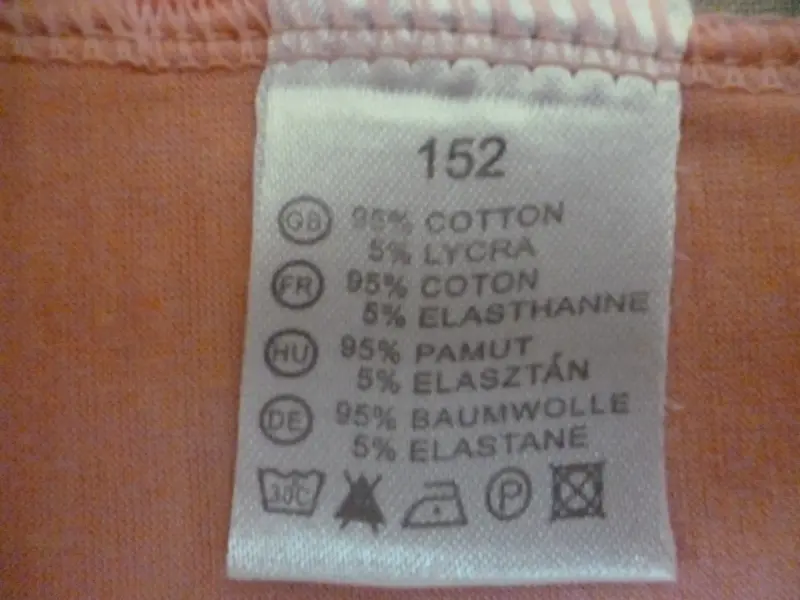 152
GB 95% COTTON
5% LYCRA
FR 95% COTON
5% ELASTHANNE
HU 95% PAMUT
5% ELASZTÁN
DE 95% BAUMWOLLE
5% ELASTANE
30°C P